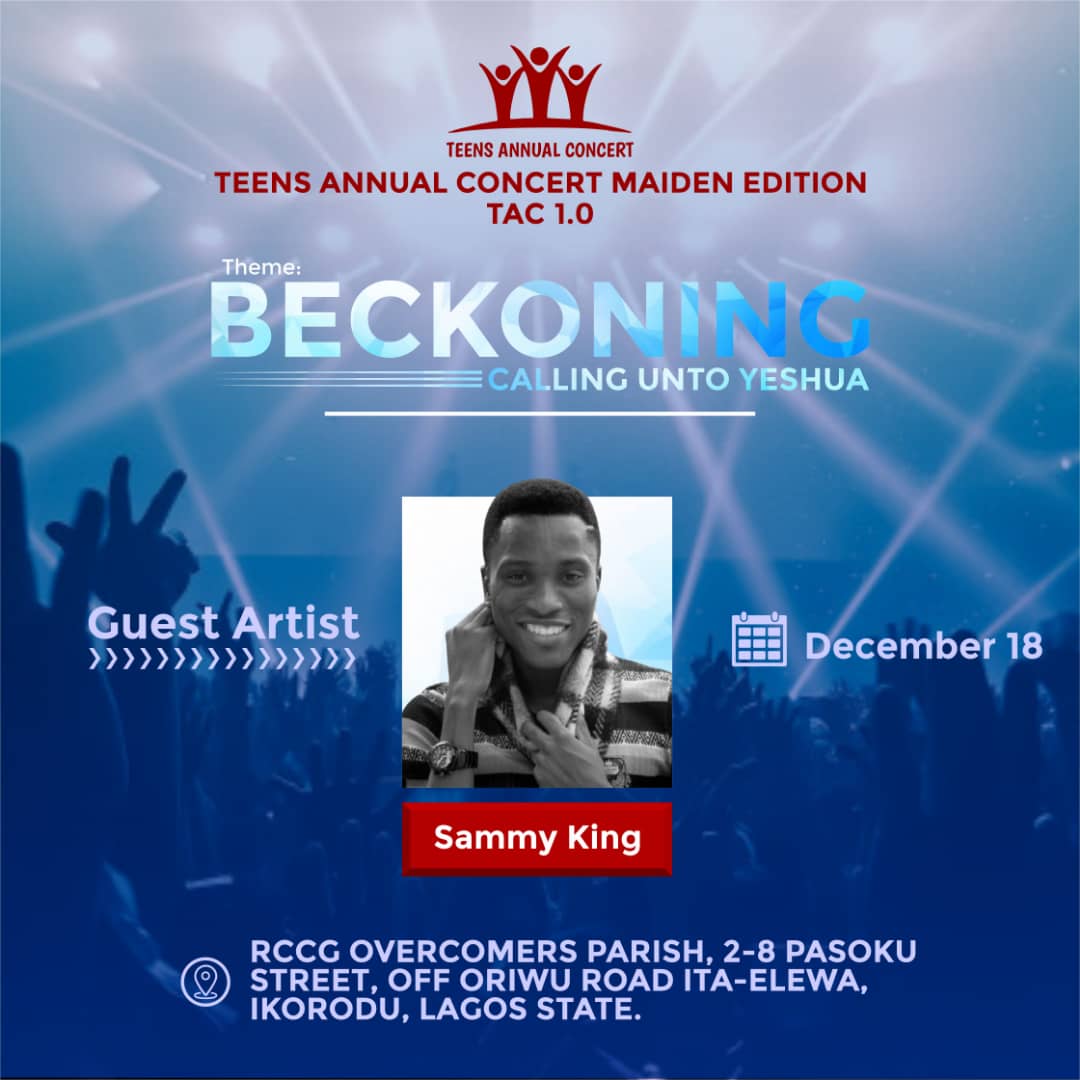 TEENS ANNUAL CONCERT
TEENS ANNUAL CONCERT MAIDEN EDITION
TAC 1.0
Theme:
BECKONING
CALLING UNTO YESHUA
Guest Artist
December 18
Sammy King
RCCG OVERCOMERS PARISH, 2-8 PASOKU
STREET, OFF ORIWU ROAD ITA-ELEWA,
IKORODU, LAGOS STATE.